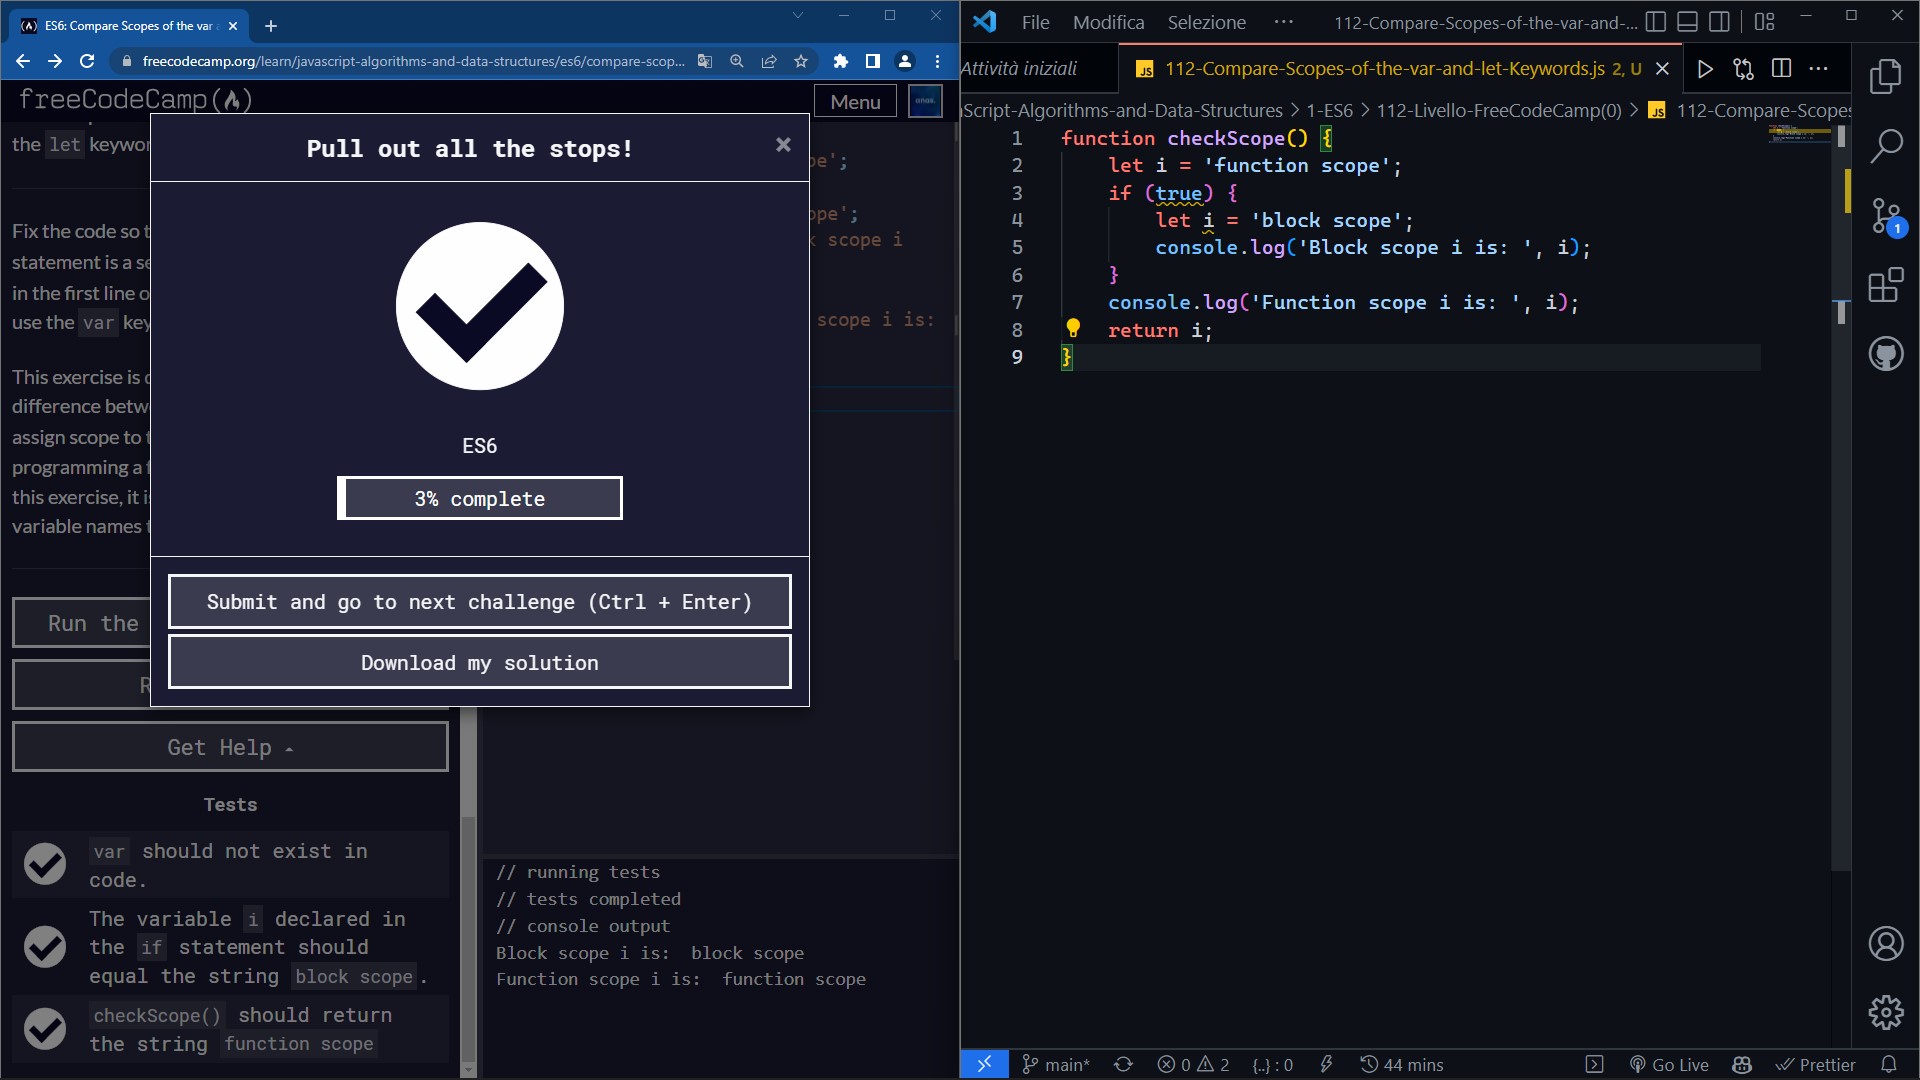 ES6: Compare Scopes of the var
freecodecamp.org/learn/javascript-algorithms-and-data-structures/es6/compare-scop...
freeCodeCamp
Menu
the let
Pull out all the stops!
Fix the code so
statement is a
in the first line
use the var
This exercise is
assign scope to
programming a
this exercise, it
variable names
pe';
ope';
scope i
scope i is:
ES6
3% complete
Submit and go to next challenge (Ctrl + Enter)
Download my solution
Run the
Get Help
Tests
var should not exist in
code.
The variable i declared in
the if statement should
equal the string block scope.
checkScope() should return
the string function scope
// running tests
// tests completed
// console output
Block scope i is:  block scope
Function scope i is:  function scope
File Modifica Selezione ··· 112-Compare-Scopes-of-the-var-and-...
Attività iniziali
JS 112-Compare-Scopes-of-the-var-and-let-Keywords.js 2, U
Script-Algorithms-and-Data-Structures > 1-ES6 > 112-Livello-FreeCodeCamp(0) > JS 112-Compare-Scopes
1 function checkScope() {
2 let i = 'function scope';
3 if (true) {
4 let i = 'block scope';
5 console.log('Block scope i is: ', i);
6 }
7 console.log('Function scope i is: ', i);
8 return i;
9 }
1
main* 0 2 {..} : 0 44 mins Go Live Prettier